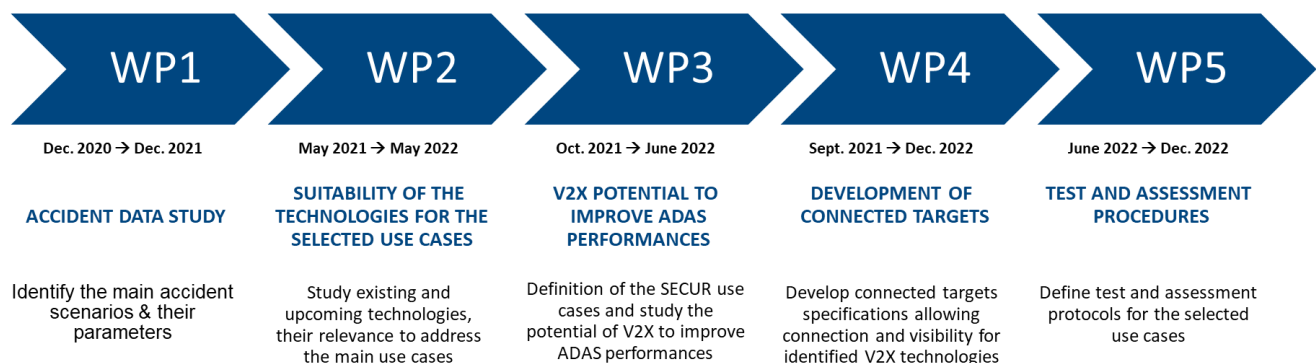 WP1
WP2
WP3
WP4
WP5
Dec. 2020 → Dec. 2021
May 2021 → May 2022
Oct. 2021 → June 2022
Sept. 2021 → Dec. 2022
June 2022 → Dec. 2022
ACCIDENT DATA STUDY
SUITABILITY OF THE
TECHNOLOGIES FOR THE
SELECTED USE CASES
V2X POTENTIAL TO
IMPROVE ADAS
PERFORMANCES
DEVELOPMENT OF
CONNECTED TARGETS
TEST AND ASSESSMENT
PROCEDURES
Identify the main accident
scenarios & their
parameters
Study existing and
upcoming technologies,
their relevance to address
the main use cases
Definition of the SECUR use
cases and study the
potential of V2X to improve
ADAS performances
Develop connected targets
specifications allowing
connection and visibility for
identified V2X technologies
Define test and assessment
protocols for the selected
use cases